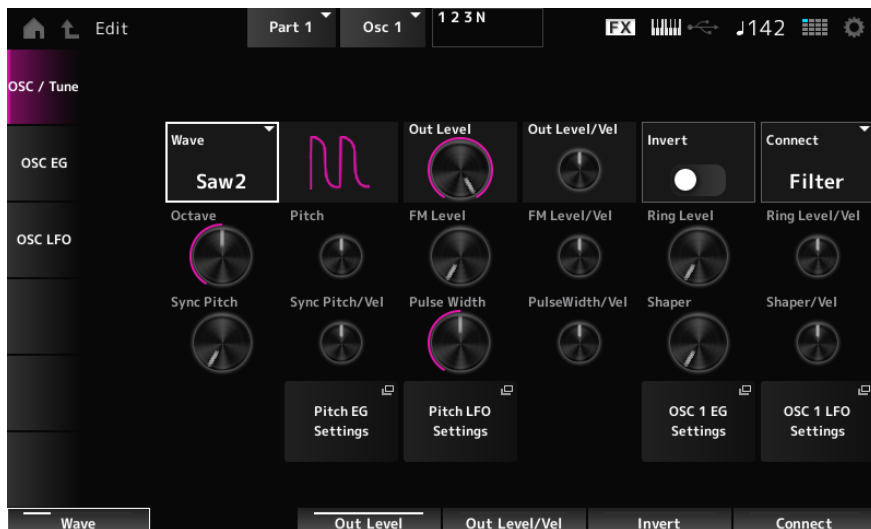 Edit
Part 1
Osc 1
1 2 3 N
FX
♩142
OSC / Tune
OSC EG
OSC LFO
Wave
Saw2
Out Level
Out Level/Vel
Invert
Connect
Filter
Octave
Pitch
FM Level
FM Level/Vel
Ring Level
Ring Level/Vel
Sync Pitch
Sync Pitch/Vel
Pulse Width
PulseWidth/Vel
Shaper
Shaper/Vel
Pitch EG
Settings
Pitch LFO
Settings
OSC 1 EG
Settings
OSC 1 LFO
Settings
Wave
Out Level
Out Level/Vel
Invert
Connect